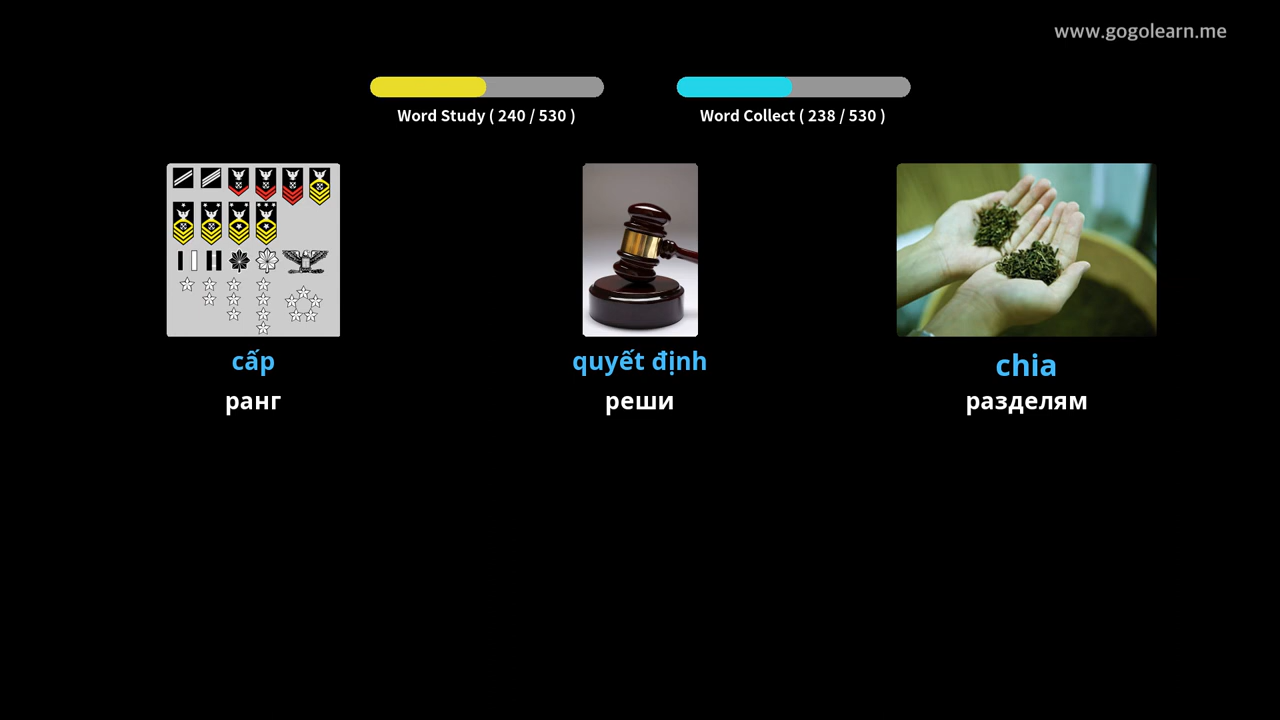 www.gogolearn.me
Word Study ( 240 / 530 )
Word Collect ( 238 / 530 )
cấp
ранг
quyết định
реши
chia
разделям